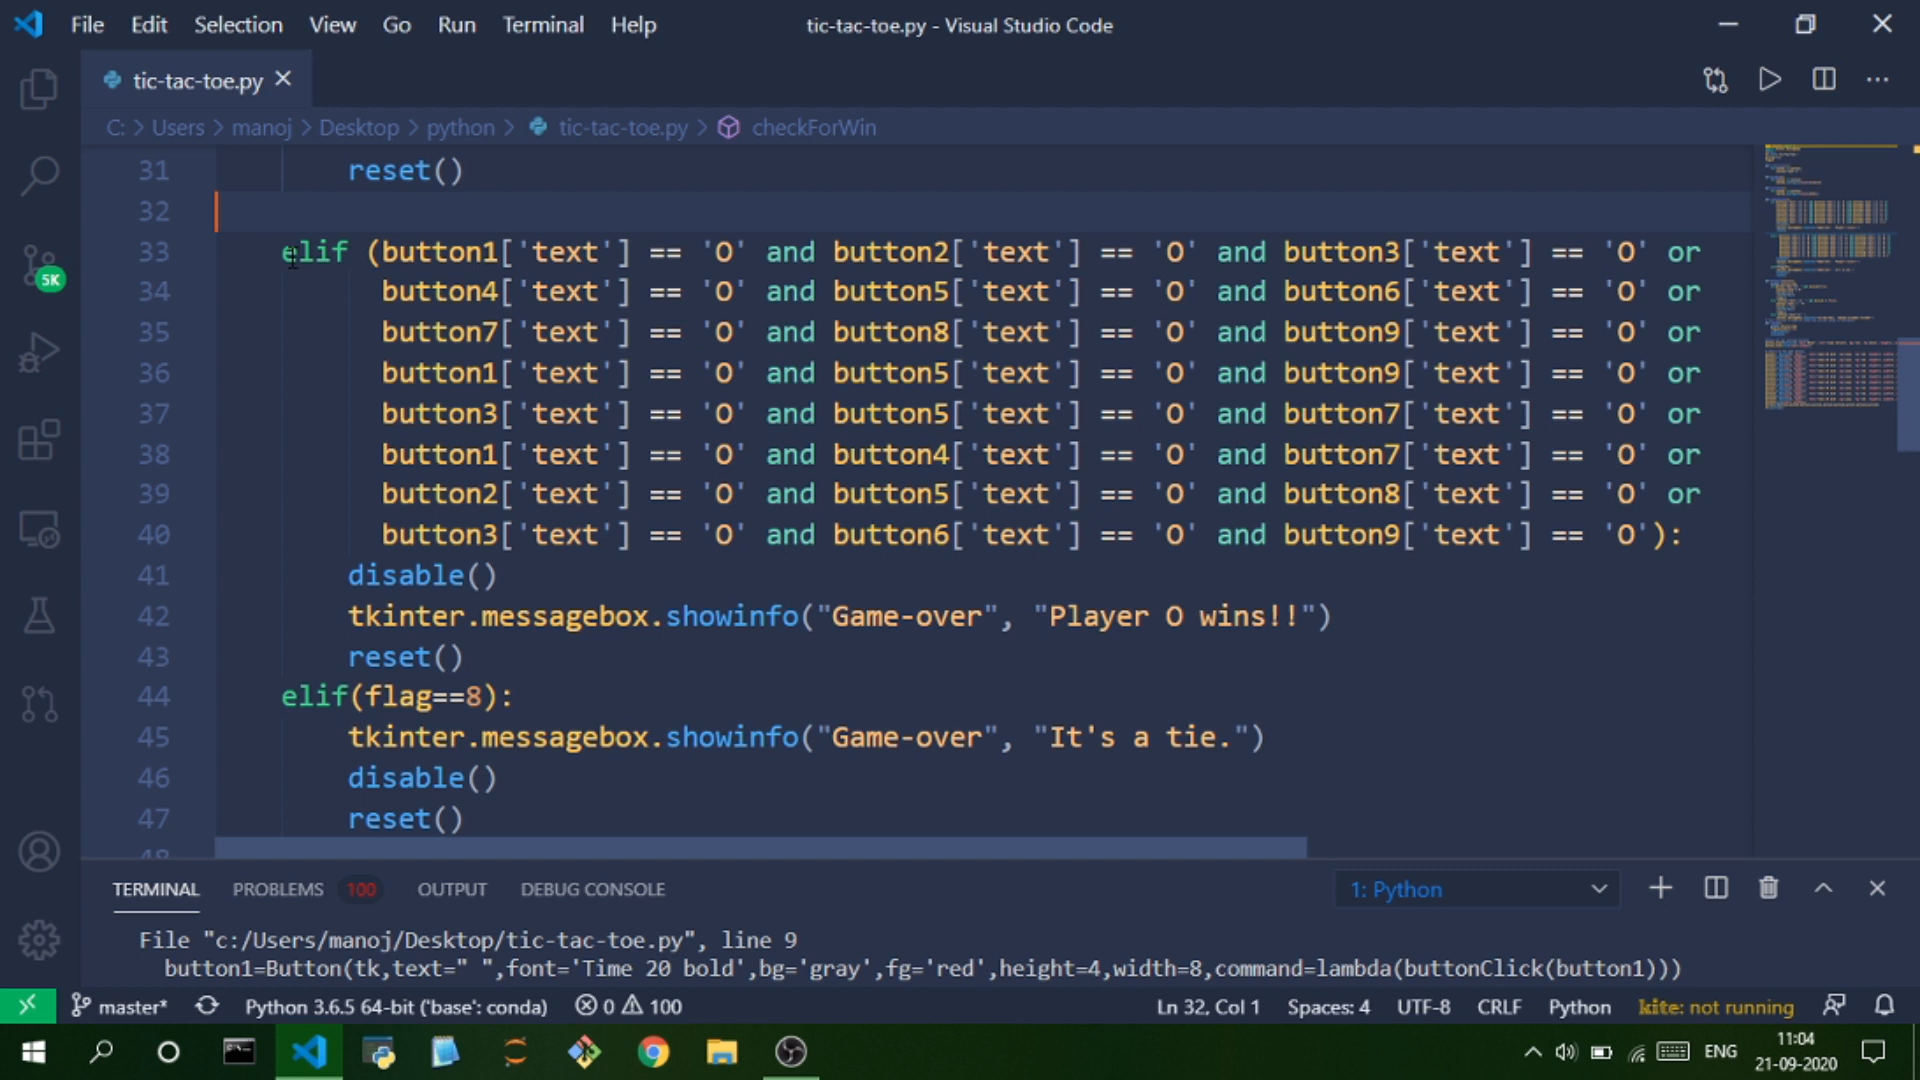 File Edit Selection View Go Run Terminal Help tic-tac-toe.py - Visual Studio Code
tic-tac-toe.py
C: > Users > manoj > Desktop > python > tic-tac-toe.py > checkForWin
31 reset()
32
33 elif (button1['text'] == 'O' and button2['text'] == 'O' and button3['text'] == 'O' or
34 button4['text'] == 'O' and button5['text'] == 'O' and button6['text'] == 'O' or
35 button7['text'] == 'O' and button8['text'] == 'O' and button9['text'] == 'O' or
36 button1['text'] == 'O' and button5['text'] == 'O' and button9['text'] == 'O' or
37 button3['text'] == 'O' and button5['text'] == 'O' and button7['text'] == 'O' or
38 button1['text'] == 'O' and button4['text'] == 'O' and button7['text'] == 'O' or
39 button2['text'] == 'O' and button5['text'] == 'O' and button8['text'] == 'O' or
40 button3['text'] == 'O' and button6['text'] == 'O' and button9['text'] == 'O'):
41 disable()
42 tkinter.messagebox.showinfo("Game-over", "Player O wins!!")
43 reset()
44 elif(flag==8):
45 tkinter.messagebox.showinfo("Game-over", "It's a tie.")
46 disable()
47 reset()
48
5K
TERMINAL PROBLEMS 100 OUTPUT DEBUG CONSOLE 1: Python
File "c:/Users/manoj/Desktop/tic-tac-toe.py", line 9
button1=Button(tk,text=" ",font='Time 20 bold',bg='gray',fg='red',height=4,width=8,command=lambda(buttonClick(button1)))
master* Python 3.6.5 64-bit ('base': conda) 0 100 Ln 32, Col 1 Spaces: 4 UTF-8 CRLF Python kite: not running
ENG 11:04
21-09-2020